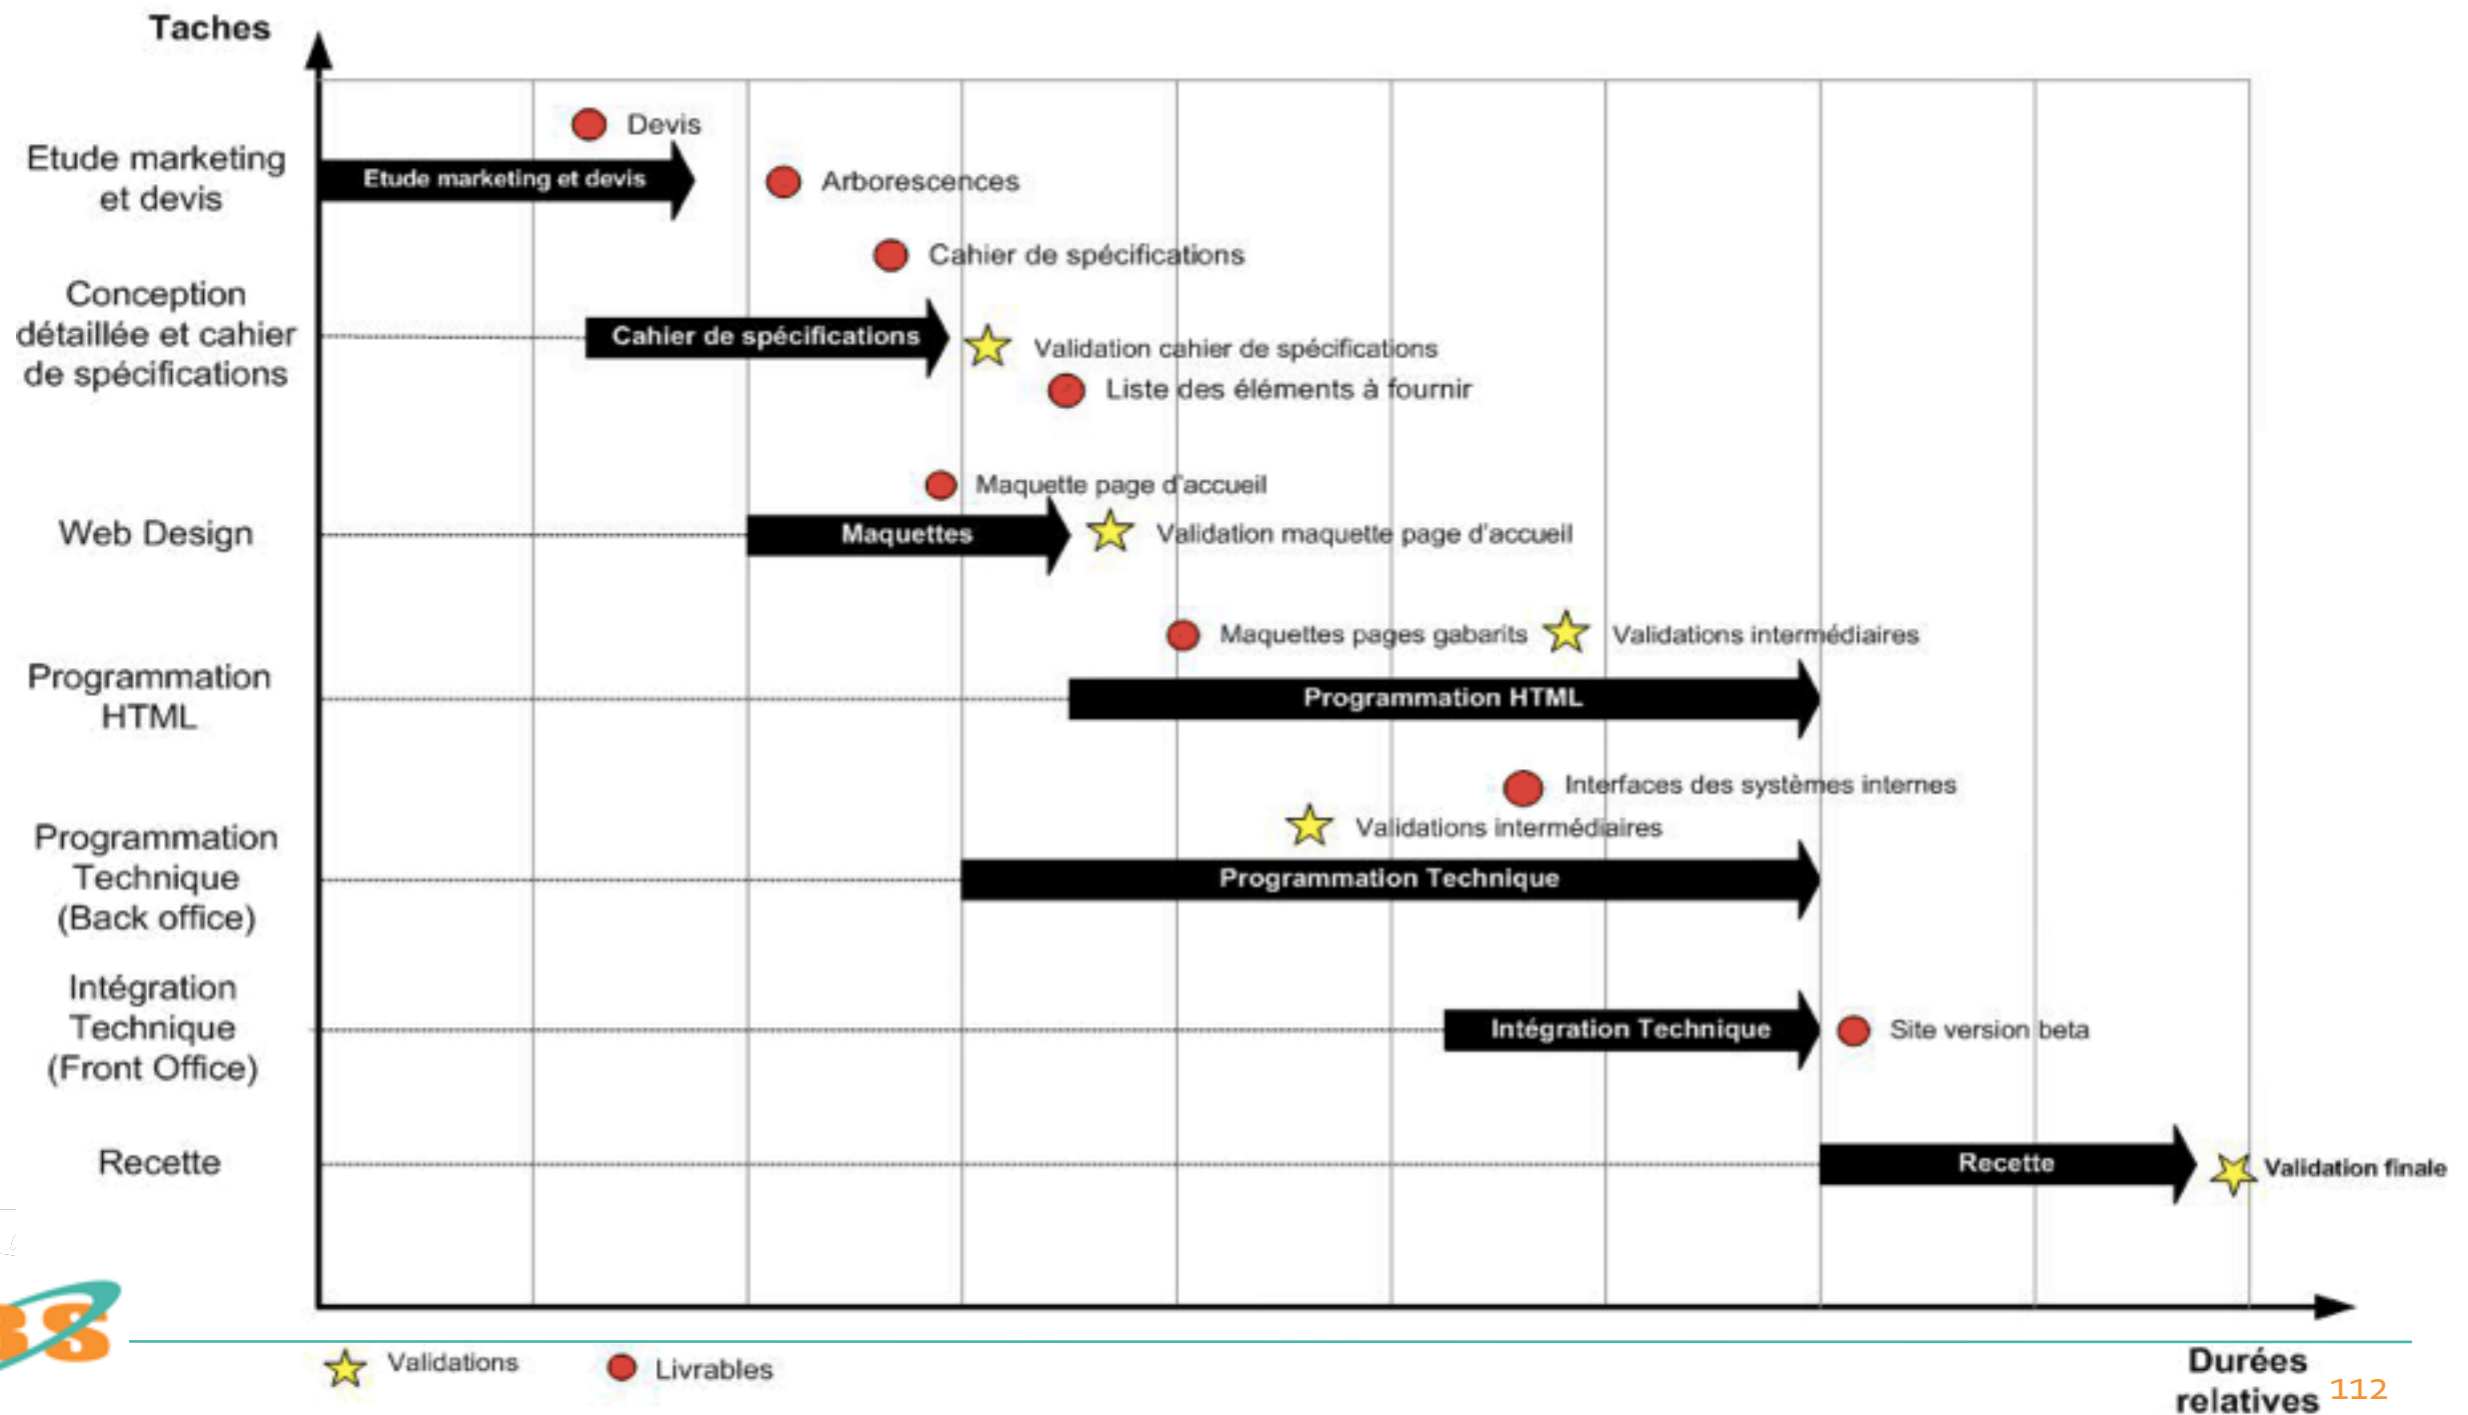 Taches
Devis
Etude marketing
et devis
Etude marketing et devis
Arborescences
Cahier de spécifications
Conception
détaillée et cahier
de spécifications
Cahier de spécifications
Validation cahier de spécifications
Liste des éléments à fournir
Maquette page d'accueil
Web Design
Maquettes
Validation maquette page d'accueil
Maquettes pages gabarits
Validations intermédiaires
Programmation
HTML
Programmation HTML
Interfaces des systèmes internes
Validations intermédiaires
Programmation
Technique
(Back office)
Programmation Technique
Intégration
Technique
(Front Office)
Intégration Technique
Site version beta
Recette
Recette
Validation finale
Validations
Livrables
Durées
relatives
112